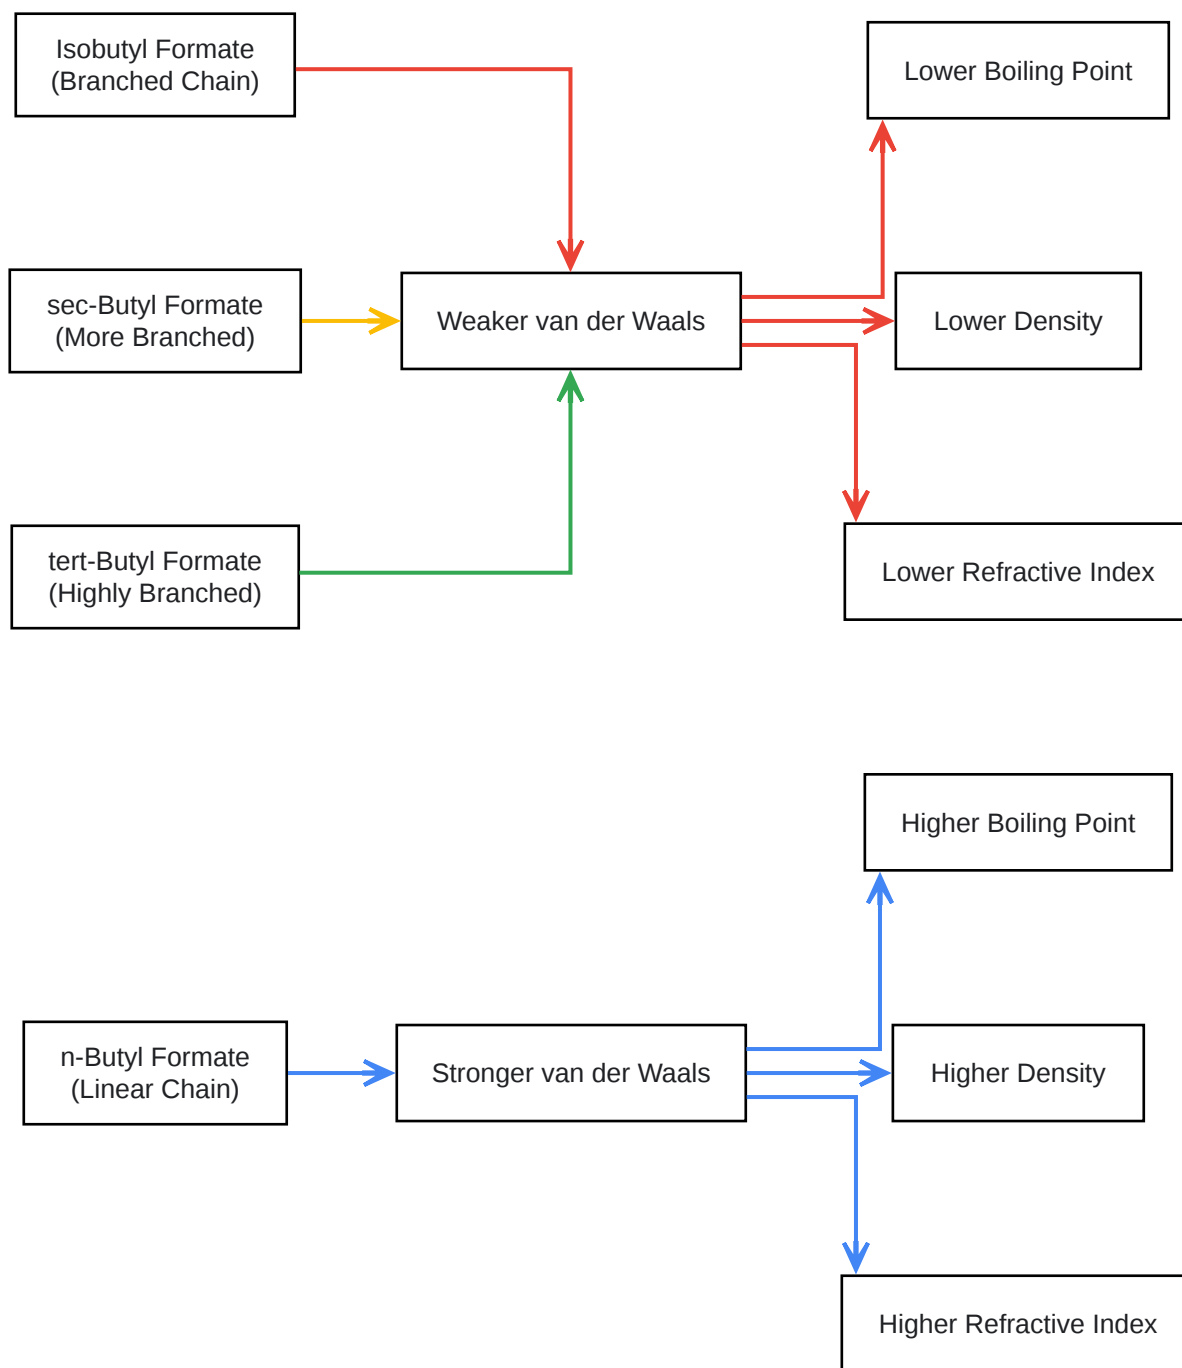 Isobutyl Formate
(Branched Chain)
Lower Boiling Point
sec-Butyl Formate
(More Branched)
Weaker van der Waals
Lower Density
tert-Butyl Formate
(Highly Branched)
Lower Refractive Index
Higher Boiling Point
n-Butyl Formate
(Linear Chain)
Stronger van der Waals
Higher Density
Higher Refractive Index